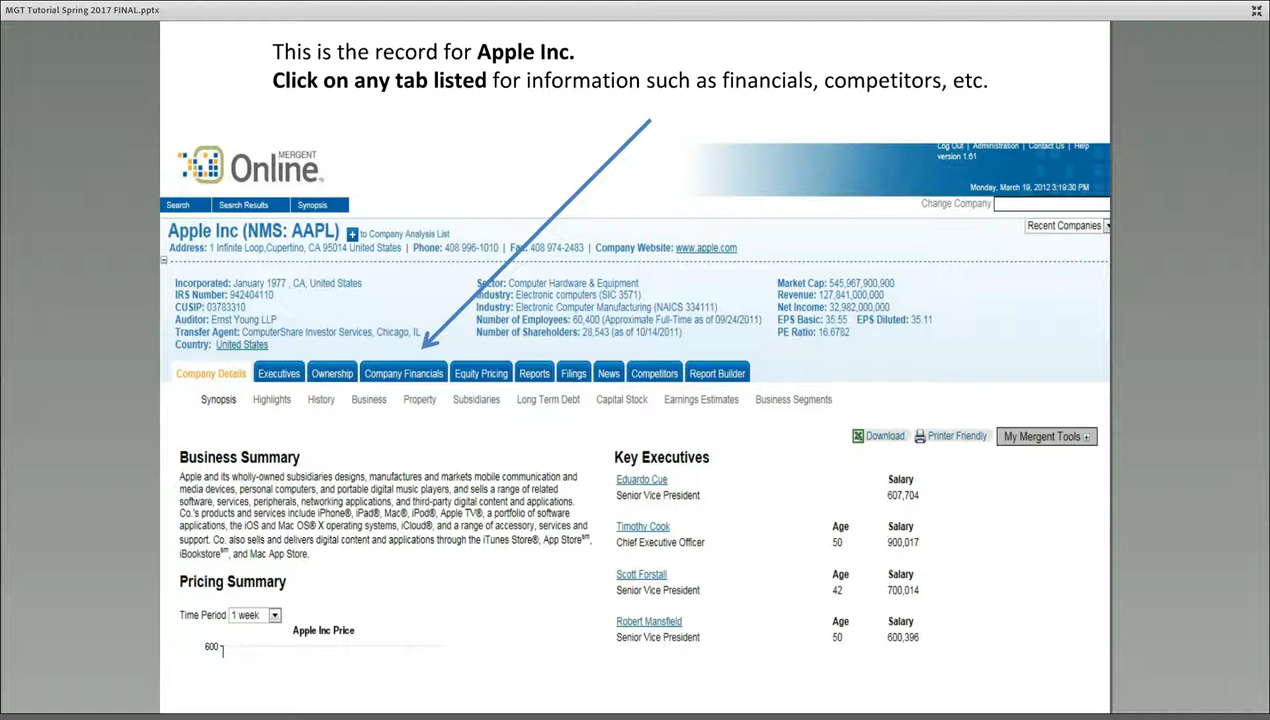 MGT Tutorial Spring 2017 FINAL.pptx
This is the record for Apple Inc.
Click on any tab listed for information such as financials, competitors, etc.
MERGENT
Online
Log Out | Administration | Contact Us | Help
version 1.61
Monday, March 19, 2012 3:19:30 PM
Search Search Results Synopsis
Change Company
Apple Inc (NMS: AAPL) + to Company Analysis List
Recent Companies
Address: 1 Infinite Loop,Cupertino, CA 95014 United States | Phone: 408 996-1010 | Fax: 408 974-2483 | Company Website: www.apple.com
Incorporated: January 1977 , CA, United States
IRS Number: 942404110
CUSIP: 03783310
Auditor: Ernst Young LLP
Transfer Agent: ComputerShare Investor Services, Chicago, IL
Country: United States
Sector: Computer Hardware & Equipment
Industry: Electronic computers (SIC 3571)
Industry: Electronic Computer Manufacturing (NAICS 334111)
Number of Employees: 60,400 (Approximate Full-Time as of 09/24/2011)
Number of Shareholders: 28,543 (as of 10/14/2011)
Market Cap: 545,967,900,900
Revenue: 127,841,000,000
Net Income: 32,982,000,000
EPS Basic: 35.55 EPS Diluted: 35.11
PE Ratio: 16.6782
Company Details Executives Ownership Company Financials Equity Pricing Reports Filings News Competitors Report Builder
Synopsis Highlights History Business Property Subsidiaries Long Term Debt Capital Stock Earnings Estimates Business Segments
Download Printer Friendly My Mergent Tools +
Business Summary
Apple and its wholly-owned subsidiaries designs, manufactures and markets mobile communication and
media devices, personal computers, and portable digital music players, and sells a range of related
software, services, peripherals, networking applications, and third-party digital content and applications.
Co.'s products and services include iPhone®, iPad®, Mac®, iPod®, Apple TV®, a portfolio of software
applications, the iOS and Mac OS® X operating systems, iCloud®, and a range of accessory, services and
support. Co. also sells and delivers digital content and applications through the iTunes Store®, App Store℠,
iBookstore℠, and Mac App Store.
Pricing Summary
Time Period 1 week
Apple Inc Price
600
Key Executives
Eduardo Cue Salary
Senior Vice President 607,704
Timothy Cook Age Salary
Chief Executive Officer 50 900,017
Scott Forstall Age Salary
Senior Vice President 42 700,014
Robert Mansfield Age Salary
Senior Vice President 50 600,396